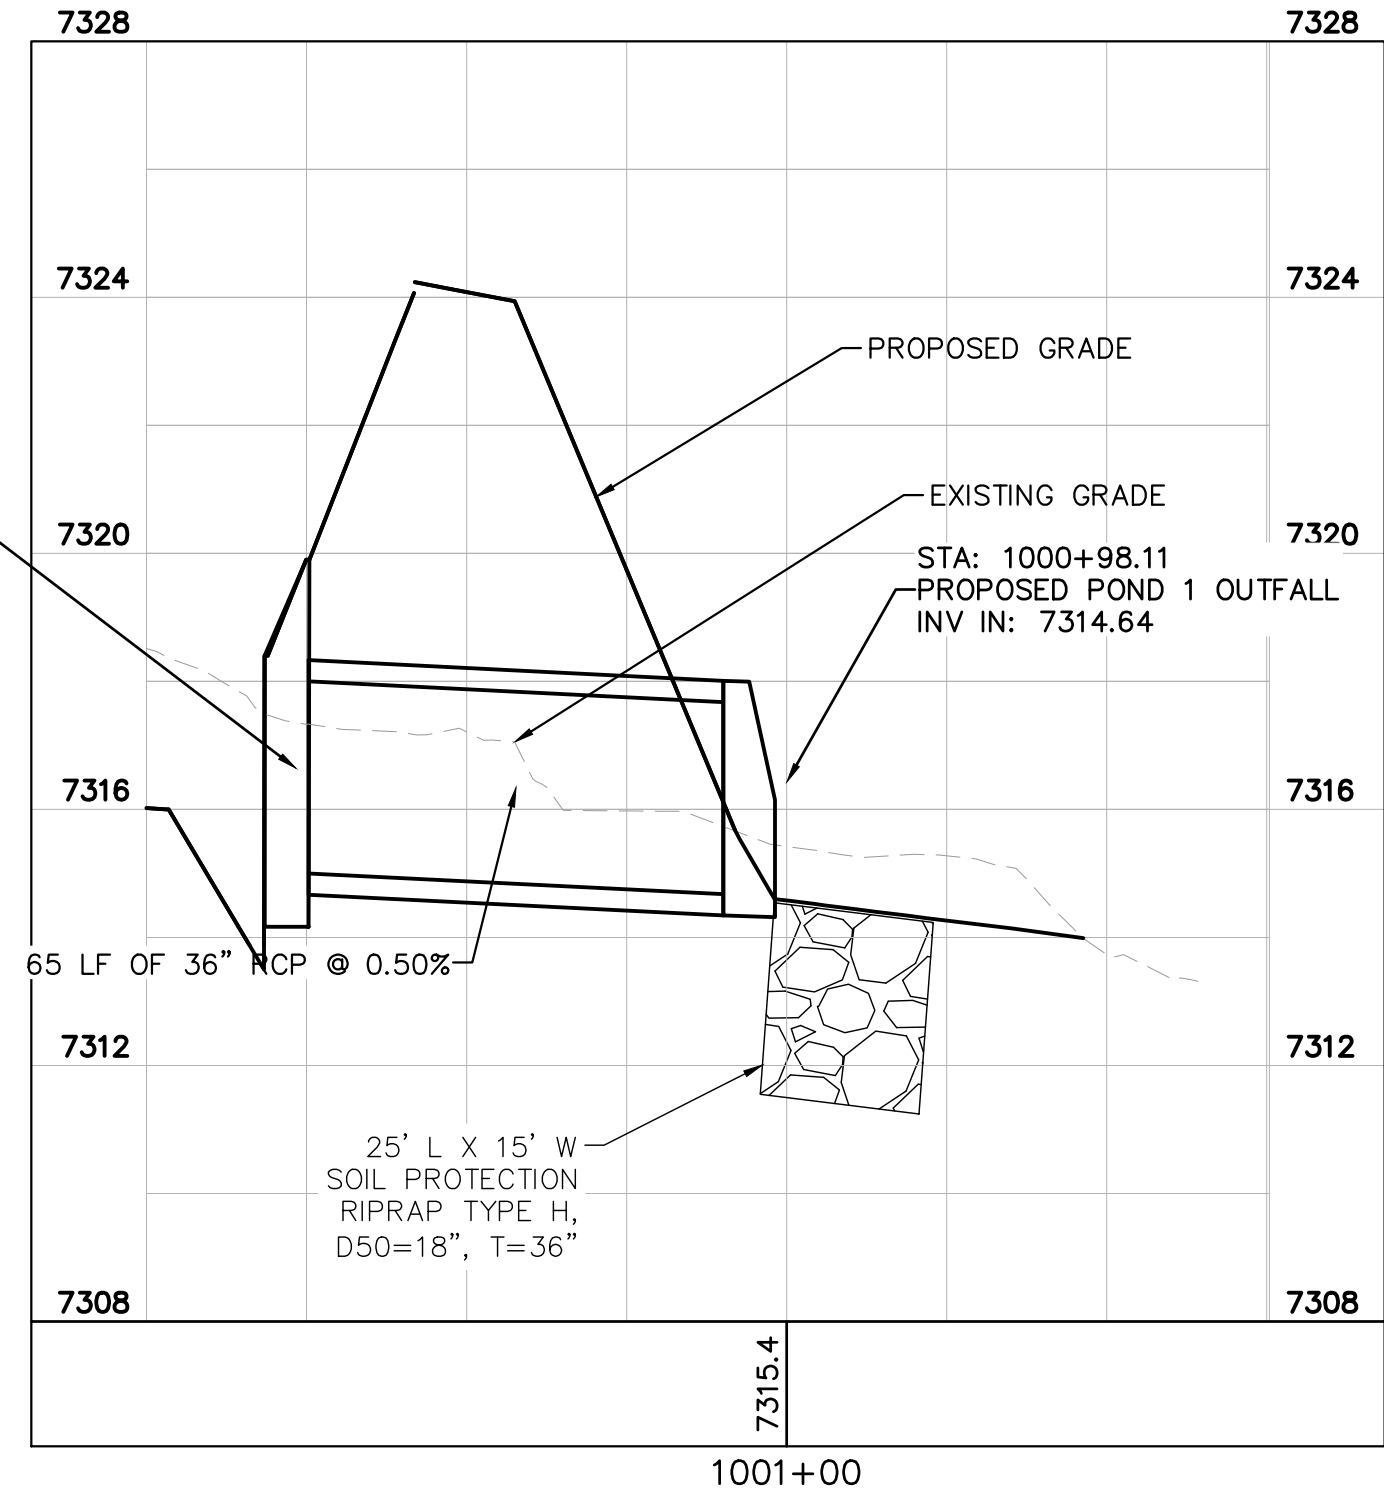 7328 7328
7324 7324
PROPOSED GRADE
EXISTING GRADE
7320 7320
STA: 1000+98.11
PROPOSED POND 1 OUTFALL
INV IN: 7314.64
7316 7316
65 LF OF 36” RCP @ 0.50%
7312 7312
25’ L X 15’ W
SOIL PROTECTION
RIPRAP TYPE H,
D50=18”, T=36”
7308 7308
7315.4
1001+00